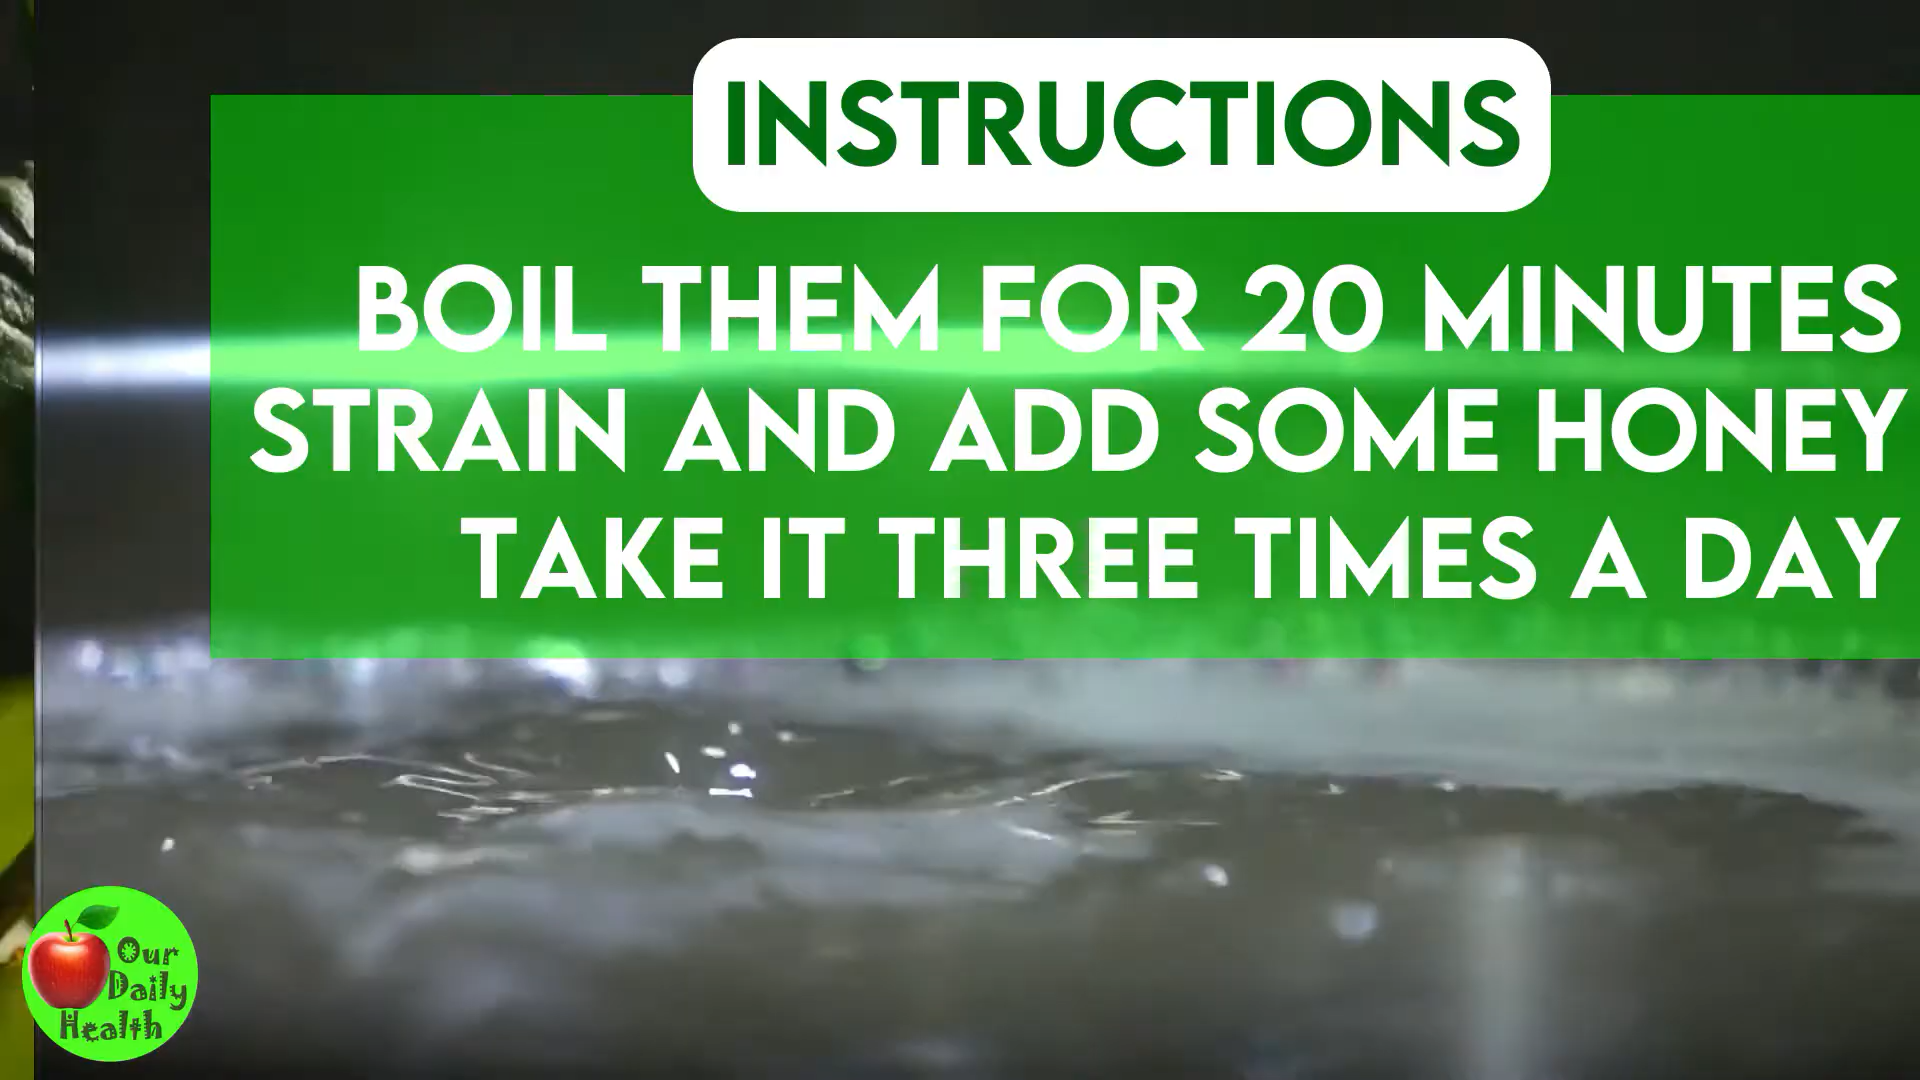 INSTRUCTIONS
BOIL THEM FOR 20 MINUTES
STRAIN AND ADD SOME HONEY
TAKE IT THREE TIMES A DAY
Our
Daily
Health